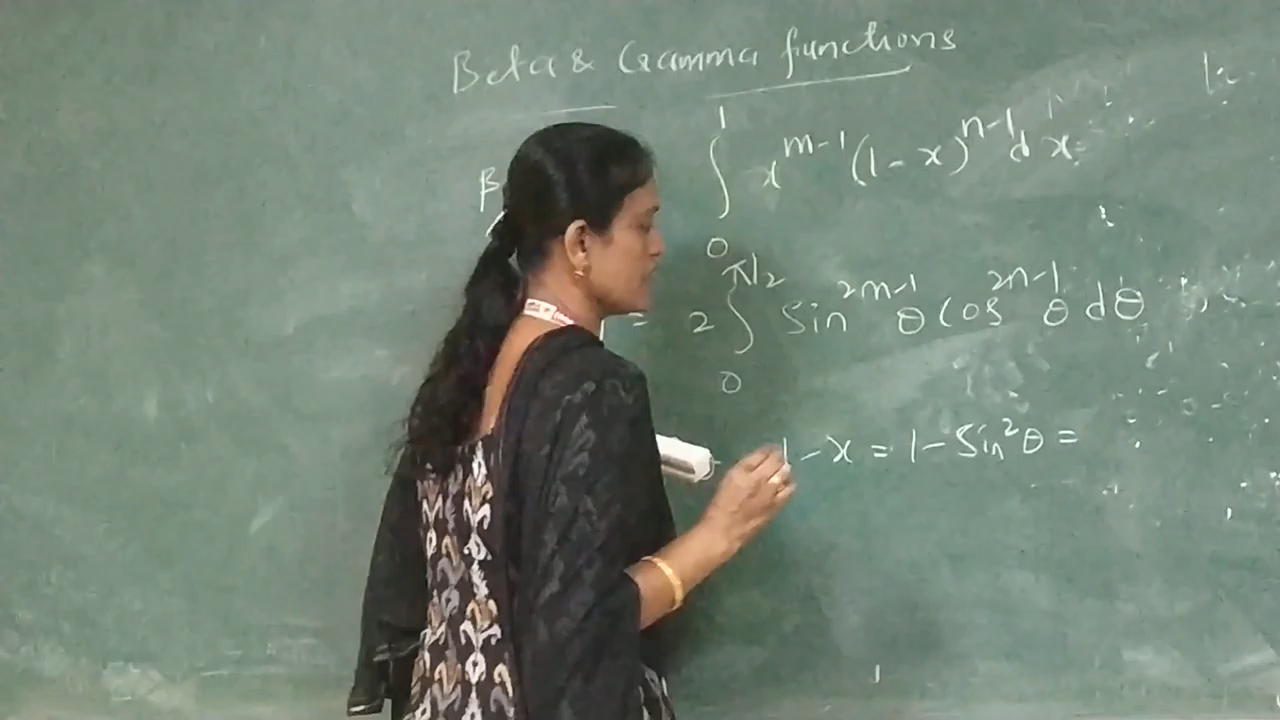 Beta & Gamma functions
β ∫₀¹ x^{m-1} (1-x)^{n-1} dx =
= 2 ∫₀^{π/2} Sin^{2m-1} θ Cos^{2n-1} θ dθ
1-x = 1-Sin²θ =